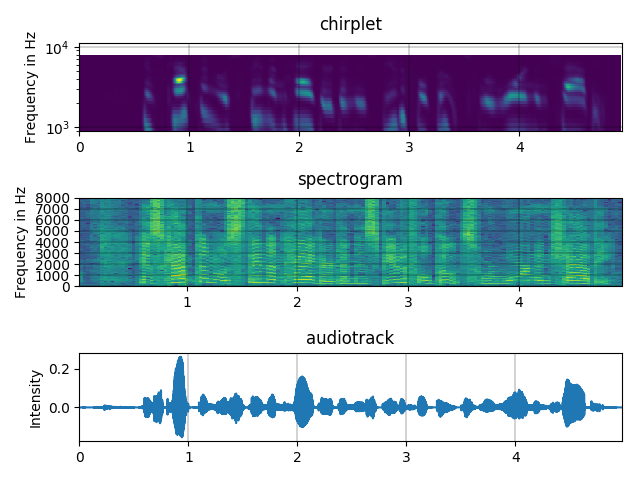 chirplet
Frequency in Hz
10⁴
10³
0 1 2 3 4
spectrogram
Frequency in Hz
8000
7000
6000
5000
4000
3000
2000
1000
0
1 2 3 4
audiotrack
Intensity
0.2
0.0
0 1 2 3 4